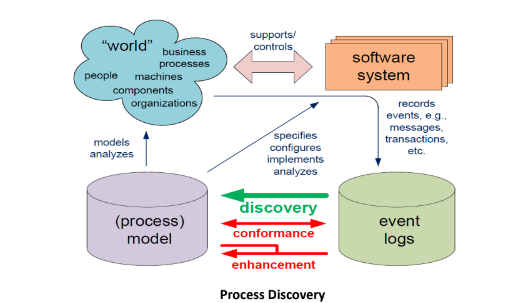 "world"
business
processes
people
machines
components
organizations
supports/
controls
software
system
models
analyzes
specifies
configures
implements
analyzes
records
events, e.g.,
messages,
transactions,
etc.
(process)
model
discovery
conformance
enhancement
event
logs
Process Discovery